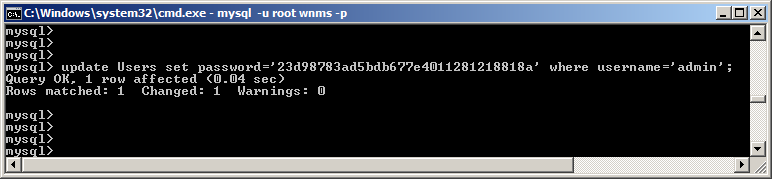 C:\Windows\system32\cmd.exe - mysql -u root wnms -p
mysql>
mysql>
mysql>
mysql> update Users set password='23d98783ad5bdb677e4011281218818a' where username='admin';
Query OK, 1 row affected (0.04 sec)
Rows matched: 1 Changed: 1 Warnings: 0
mysql>
mysql>
mysql>
mysql>